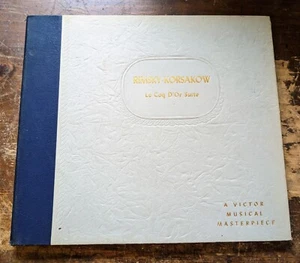 RIMSKY-KORSAKOW
Le Coq D'Or Suite
A VICTOR
MUSICAL
MASTERPIECE